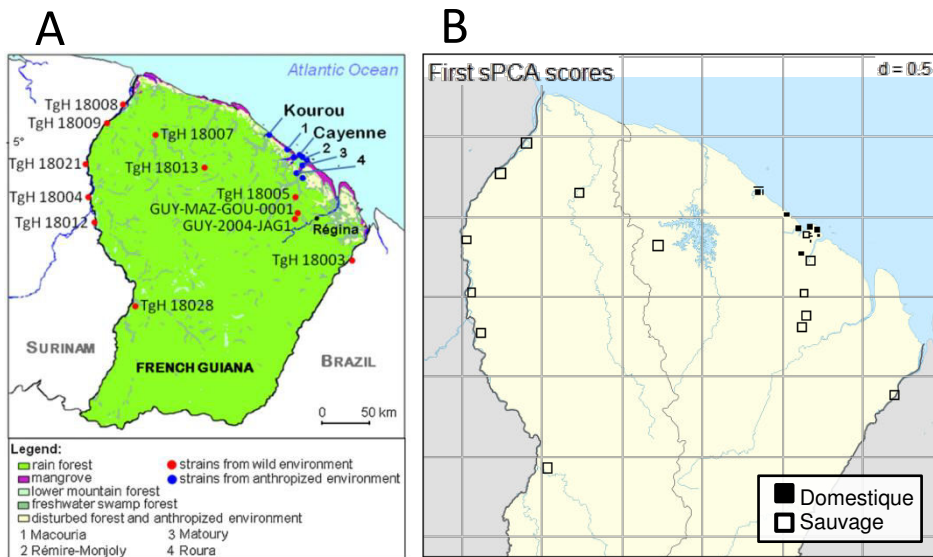 A
Atlantic Ocean
TgH 18008
Kourou
TgH 18009
1
Cayenne
TgH 18007
2
5°
3
TgH 18021
TgH 18013
4
TgH 18004
TgH 18005
GUY-MAZ-GOU-0001
TgH 18012
GUY-2004-JAG1
Régina
TgH 18003
TgH 18028
SURINAM
BRAZIL
FRENCH GUIANA
0 50 km
Legend:
rain forest
mangrove
lower mountain forest
freshwater swamp forest
disturbed forest and anthropized environment
strains from wild environment
strains from anthropized environment
1 Macouria
2 Rémire-Monjoly
3 Matoury
4 Roura
B
First sPCA scores
d = 0.5
Domestique
Sauvage